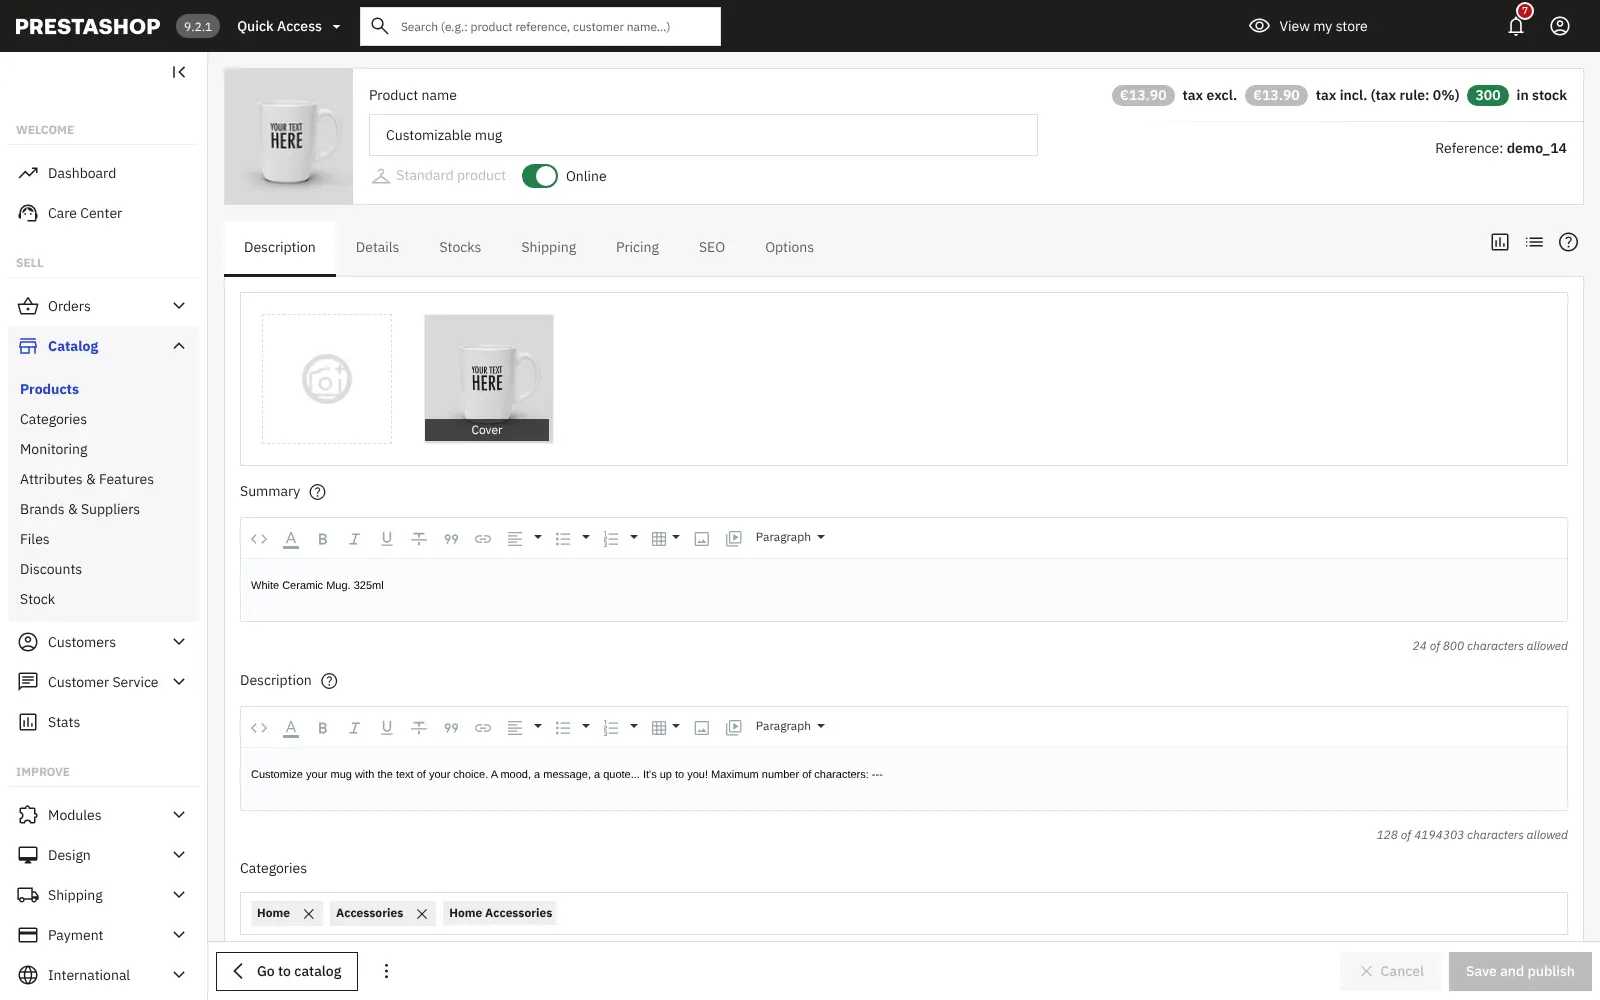 PRESTASHOP 9.2.1 Quick Access Search (e.g.: product reference, customer name…) View my store 7
WELCOME
Dashboard
Care Center
SELL
Orders
Catalog
Products
Categories
Monitoring
Attributes & Features
Brands & Suppliers
Files
Discounts
Stock
Customers
Customer Service
Stats
IMPROVE
Modules
Design
Shipping
Payment
International
YOUR TEXT
HERE
Product name
Customizable mug
Standard product Online
€13.90 tax excl. €13.90 tax incl. (tax rule: 0%) 300 in stock
Reference: demo_14
Description Details Stocks Shipping Pricing SEO Options
YOUR TEXT
HERE
Cover
Summary
Paragraph
White Ceramic Mug. 325ml
24 of 800 characters allowed
Description
Paragraph
Customize your mug with the text of your choice. A mood, a message, a quote... It's up to you! Maximum number of characters: ---
128 of 4194303 characters allowed
Categories
Home Accessories Home Accessories
Go to catalog Cancel Save and publish